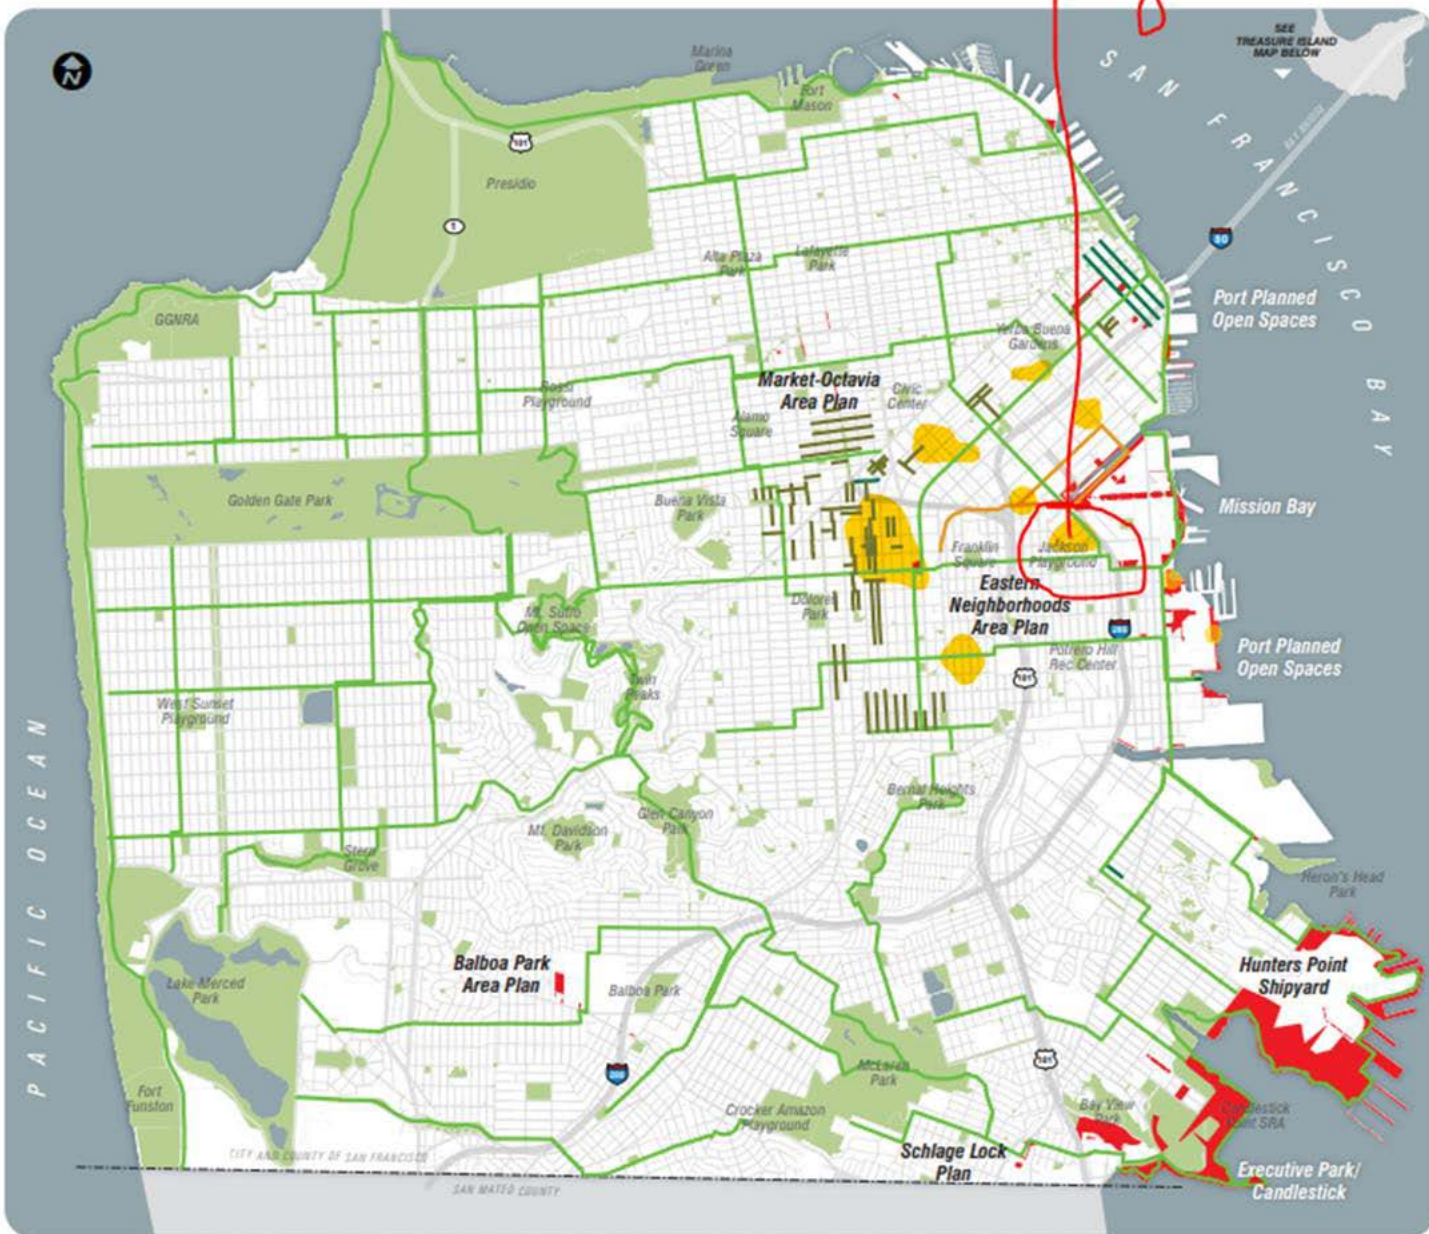 SEE
TREASURE ISLAND
MAP BELOW
N
Marina
Green
Fort
Mason
SAN FRANCISCO BAY
BAY BRIDGE
101
Presidio
1
80
Alta Plaza
Park
Lafayette
Park
Port Planned
Open Spaces
GGNRA
Yerba Buena
Gardens
Rossi
Playground
Market-Octavia
Area Plan
Civic
Center
Alamo
Square
Golden Gate Park
Buena Vista
Park
Mission Bay
Franklin
Square
Jackson
Playground
Eastern
Neighborhoods
Area Plan
Mt. Sutro
Open Space
Dolores
Park
280
Port Planned
Open Spaces
Potrero Hill
Rec Center
101
Twin
Peaks
West Sunset
Playground
PACIFIC OCEAN
Bernal Heights
Park
Glen Canyon
Park
Mt. Davidson
Park
Stern
Grove
Heron's Head
Park
Balboa Park
Area Plan
Balboa Park
Hunters Point
Shipyard
Lake Merced
Park
101
280
McLaren
Park
Fort
Funston
Crocker Amazon
Playground
Bay View
Park
Candlestick
Point SRA
Schlage Lock
Plan
Executive Park/
Candlestick
CITY AND COUNTY OF SAN FRANCISCO
SAN MATEO COUNTY